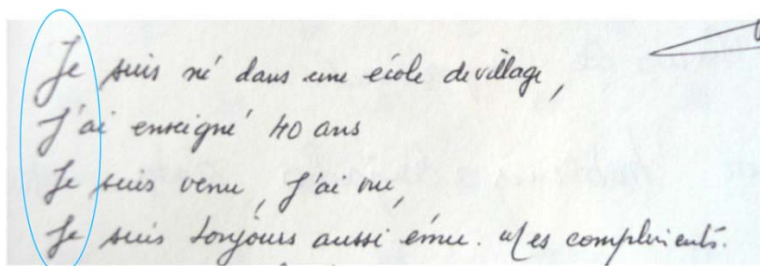 Je suis né dans une école de village,
J'ai enseigné 40 ans
Je suis venu, J'ai vu,
Je suis toujours aussi ému. Mes compliments.